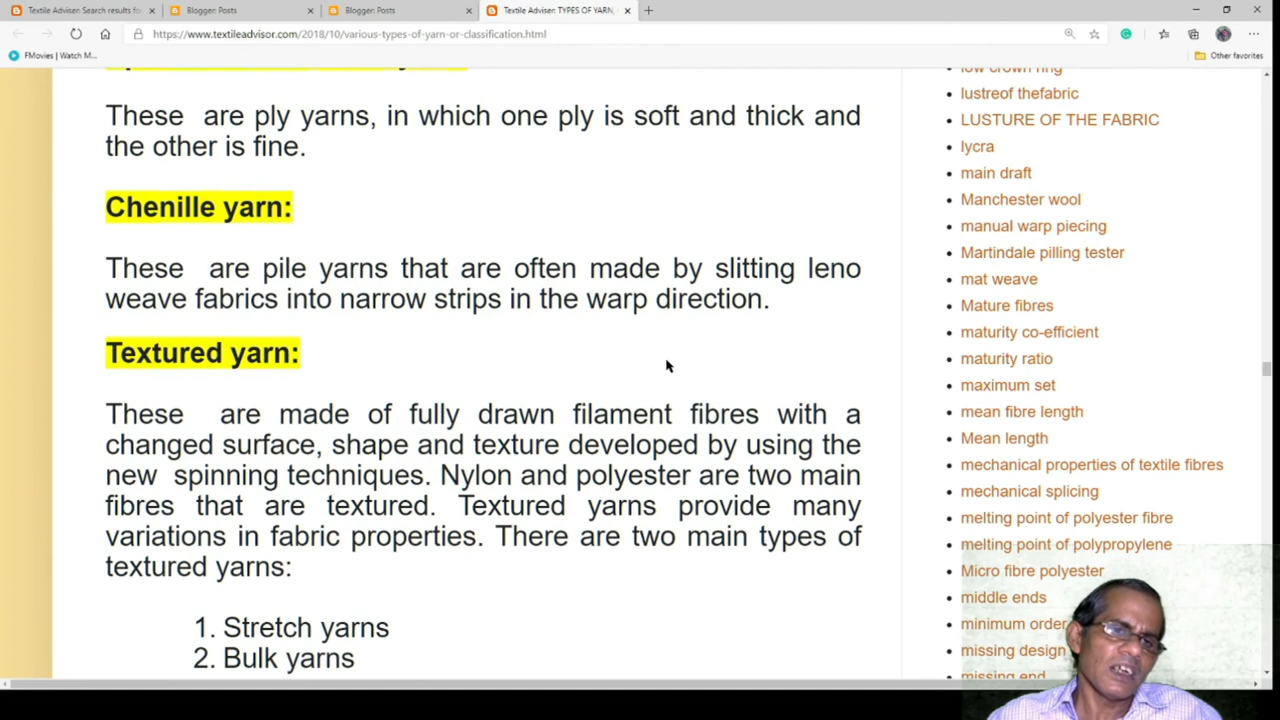 Textile Adviser: Search results fo
Blogger: Posts
Blogger: Posts
Textile Adviser: TYPES OF YARN,
https://www.textileadvisor.com/2018/10/various-types-of-yarn-or-classification.html
FMovies | Watch M...
Other favorites
These are ply yarns, in which one ply is soft and thick and
the other is fine.
Chenille yarn:
These are pile yarns that are often made by slitting leno
weave fabrics into narrow strips in the warp direction.
Textured yarn:
These are made of fully drawn filament fibres with a
changed surface, shape and texture developed by using the
new spinning techniques. Nylon and polyester are two main
fibres that are textured. Textured yarns provide many
variations in fabric properties. There are two main types of
textured yarns:
1. Stretch yarns
2. Bulk yarns
low crown ring
lustreof thefabric
LUSTURE OF THE FABRIC
lycra
main draft
Manchester wool
manual warp piecing
Martindale pilling tester
mat weave
Mature fibres
maturity co-efficient
maturity ratio
maximum set
mean fibre length
Mean length
mechanical properties of textile fibres
mechanical splicing
melting point of polyester fibre
melting point of polypropylene
Micro fibre polyester
middle ends
minimum order
missing design
missing end